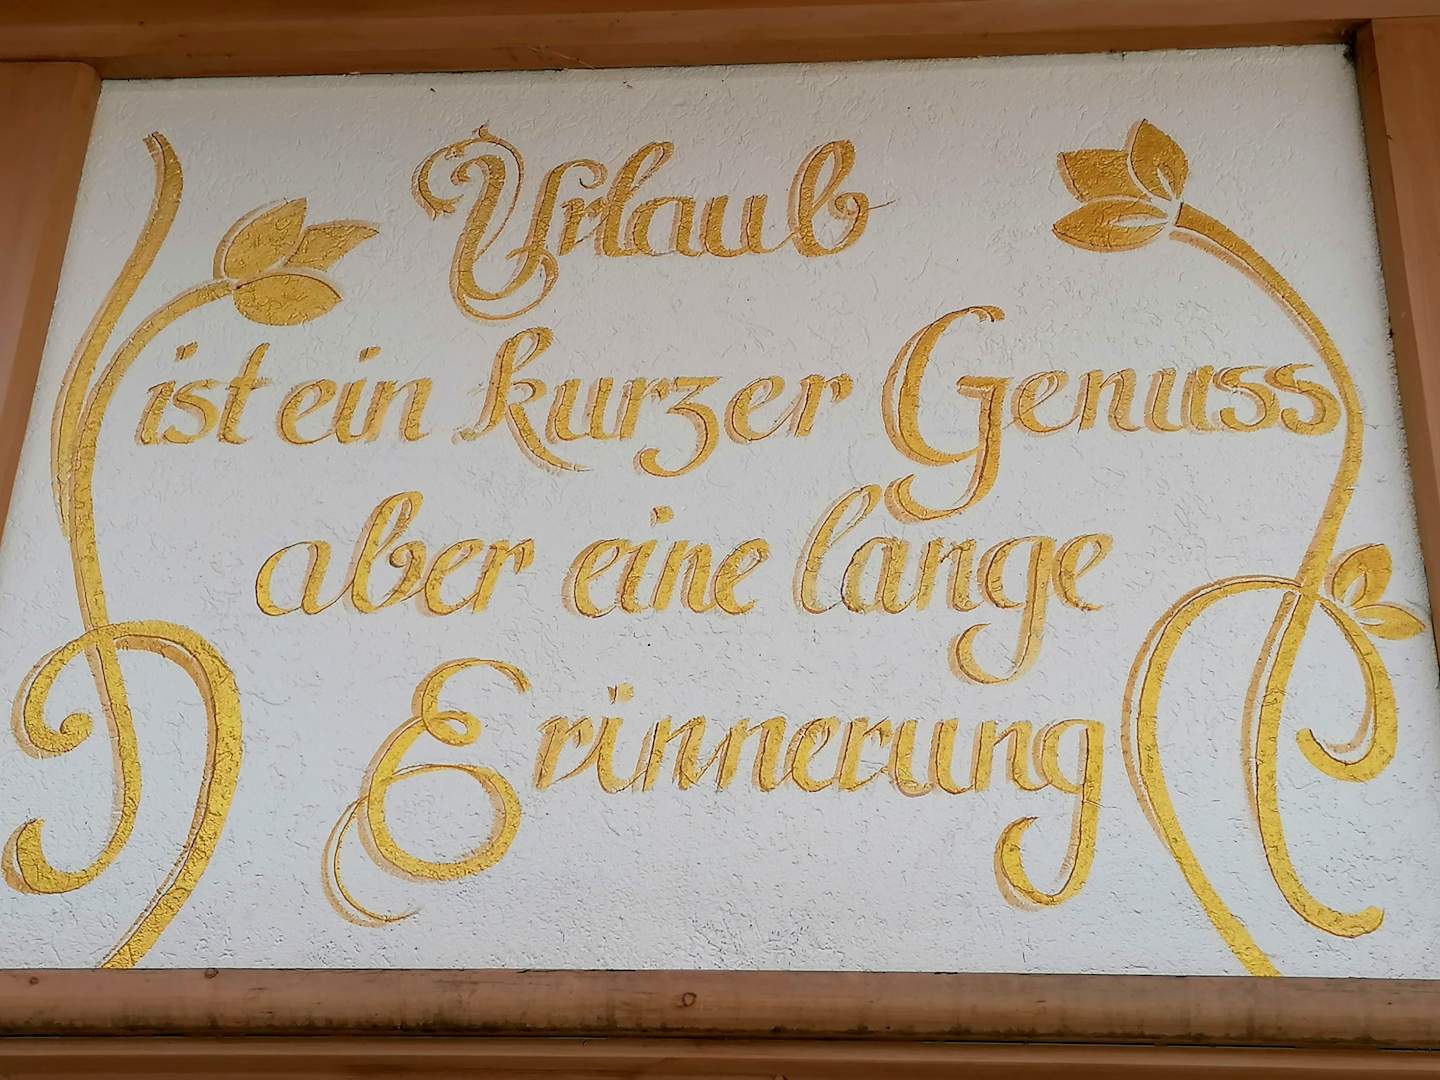 Urlaub
ist ein kurzer Genuss
aber eine lange
Erinnerung